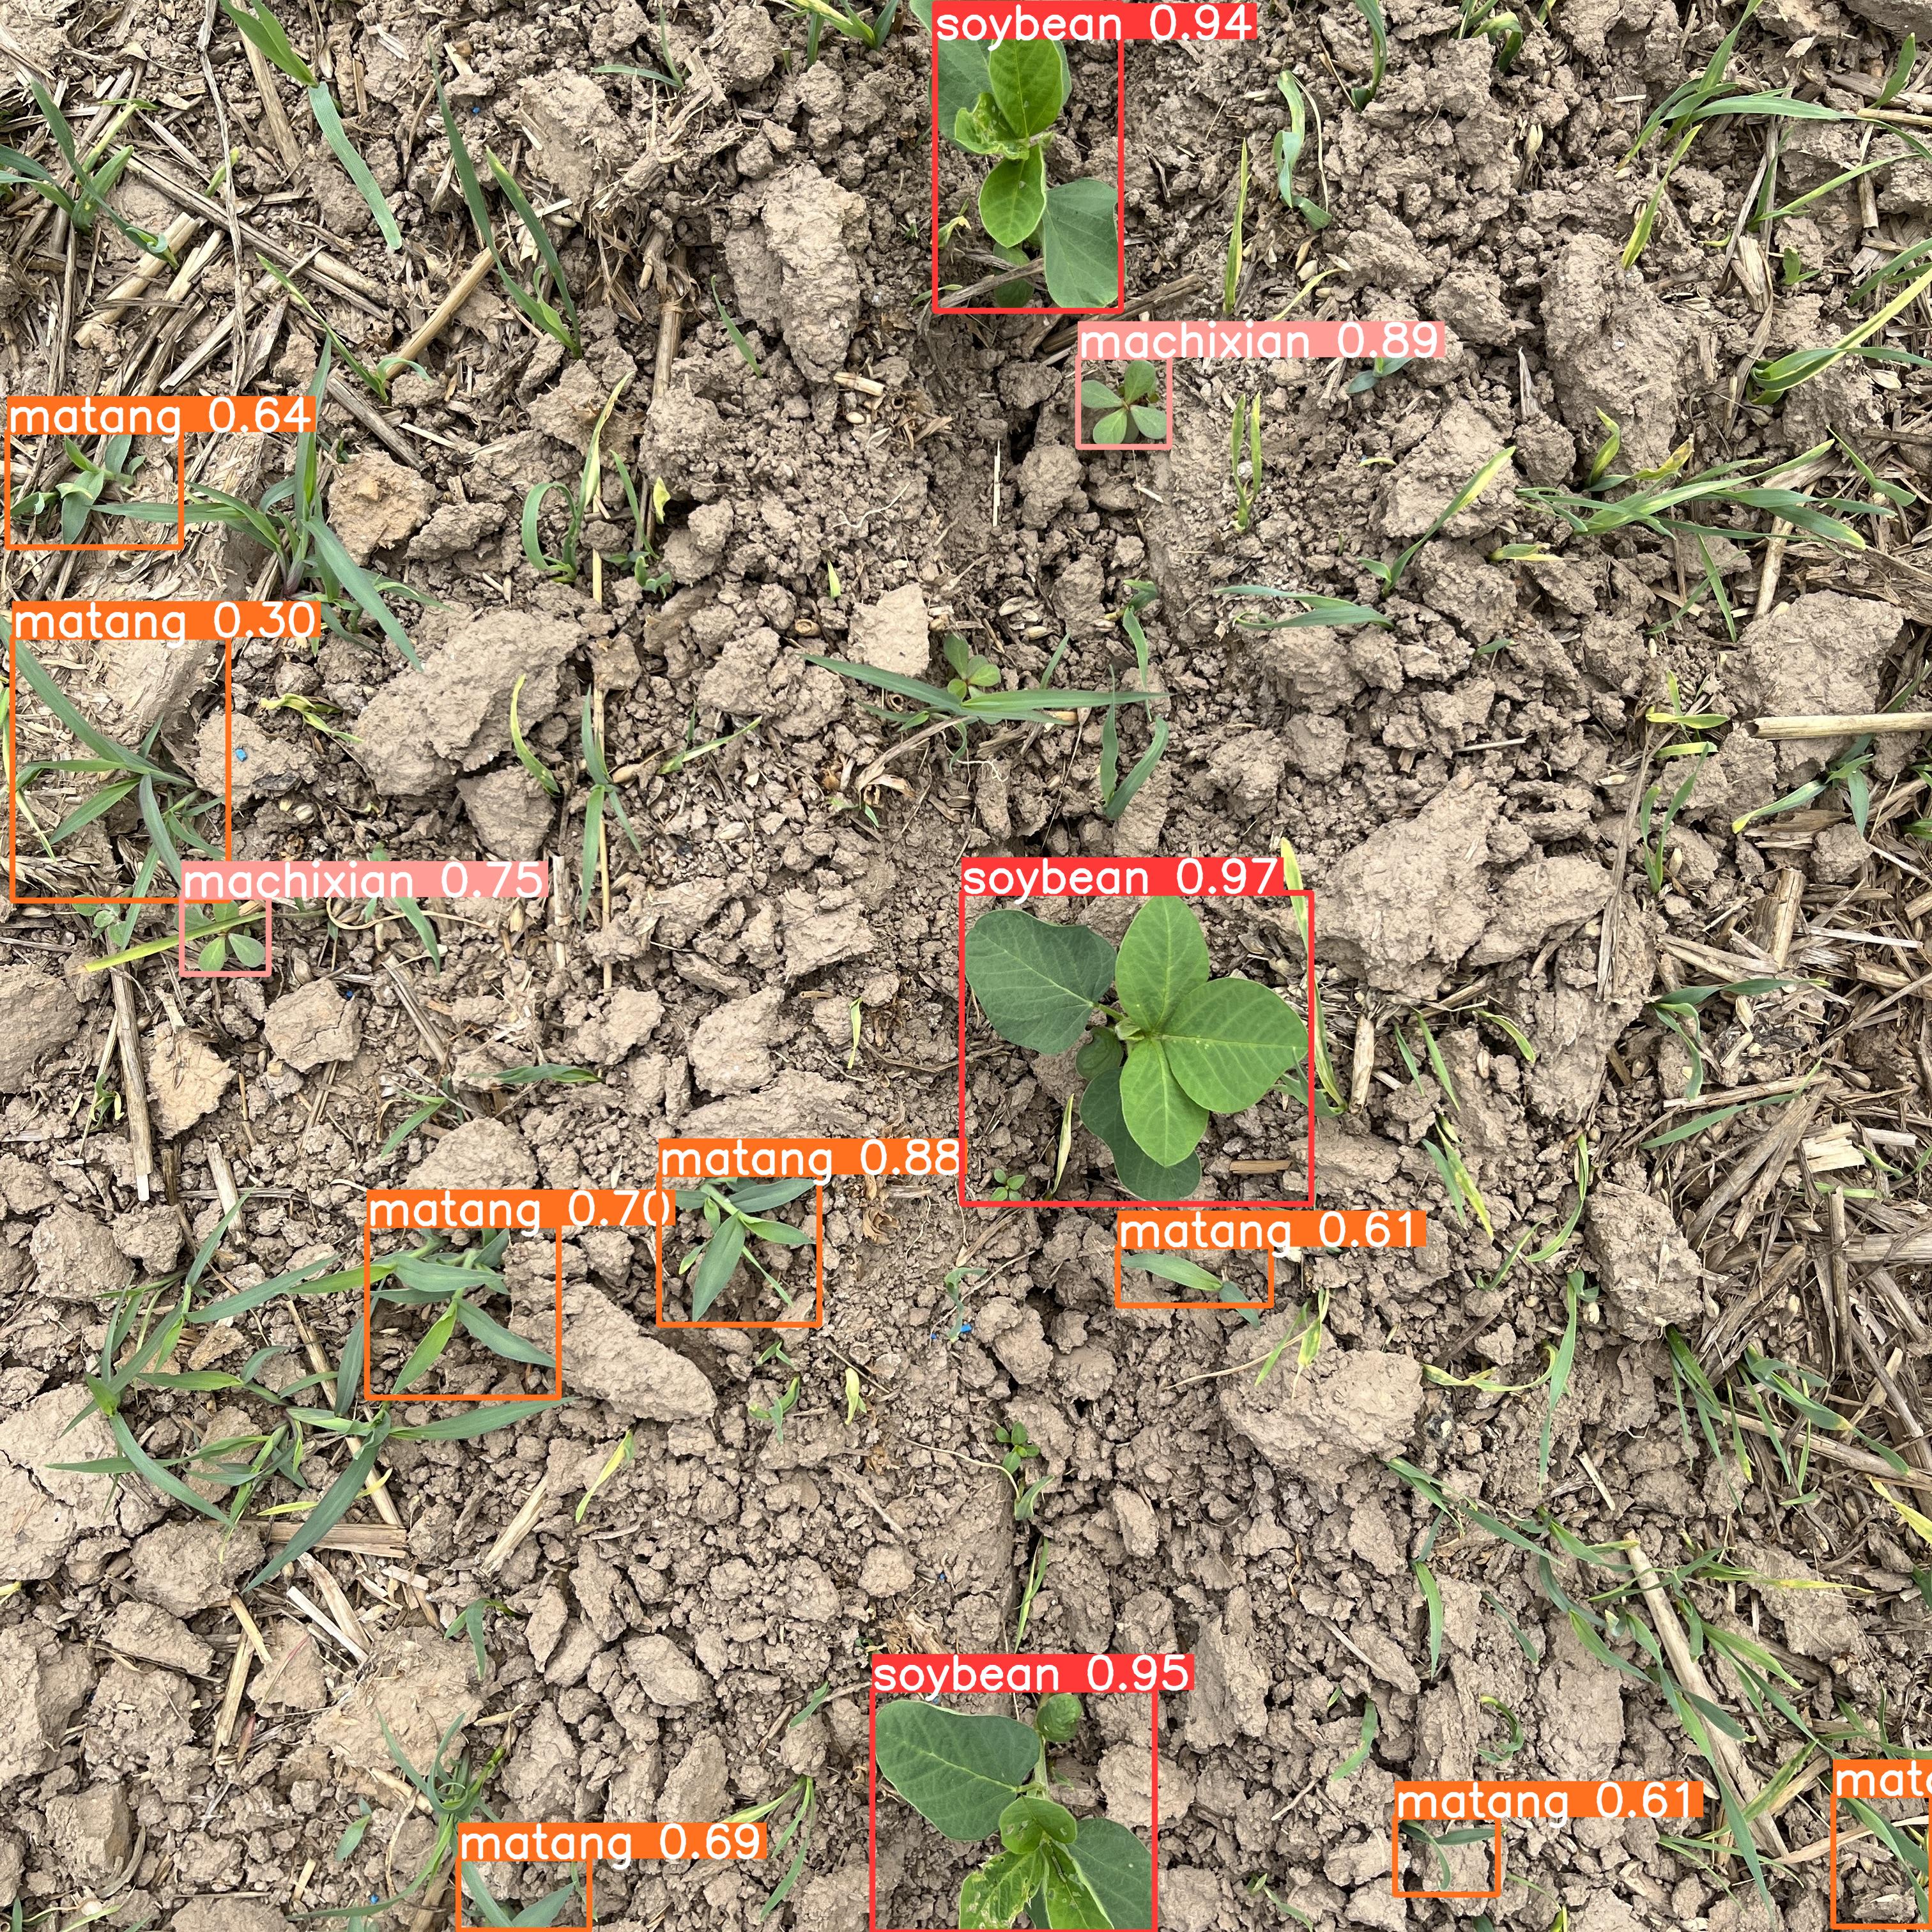 soybean 0.94
machixian 0.89
matang 0.64
matang 0.30
machixian 0.75
soybean 0.97
matang 0.88
matang 0.70
matang 0.61
soybean 0.95
mata
matang 0.61
matang 0.69